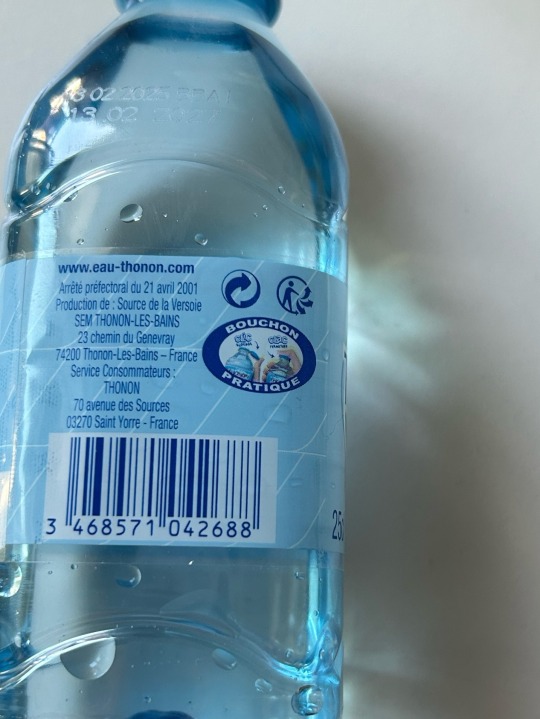 13.02
www.eau-thonon.com
Arrêté préfectoral du 21 avril 2001
Production de : Source de la Versoie
SEM THONON-LES-BAINS
23 chemin du Genevray
74200 Thonon-Les-Bains – France
Service Consommateurs :
THONON
70 avenue des Sources
03270 Saint Yorre - France
BOUCHON
PRATIQUE
3 468571 042688